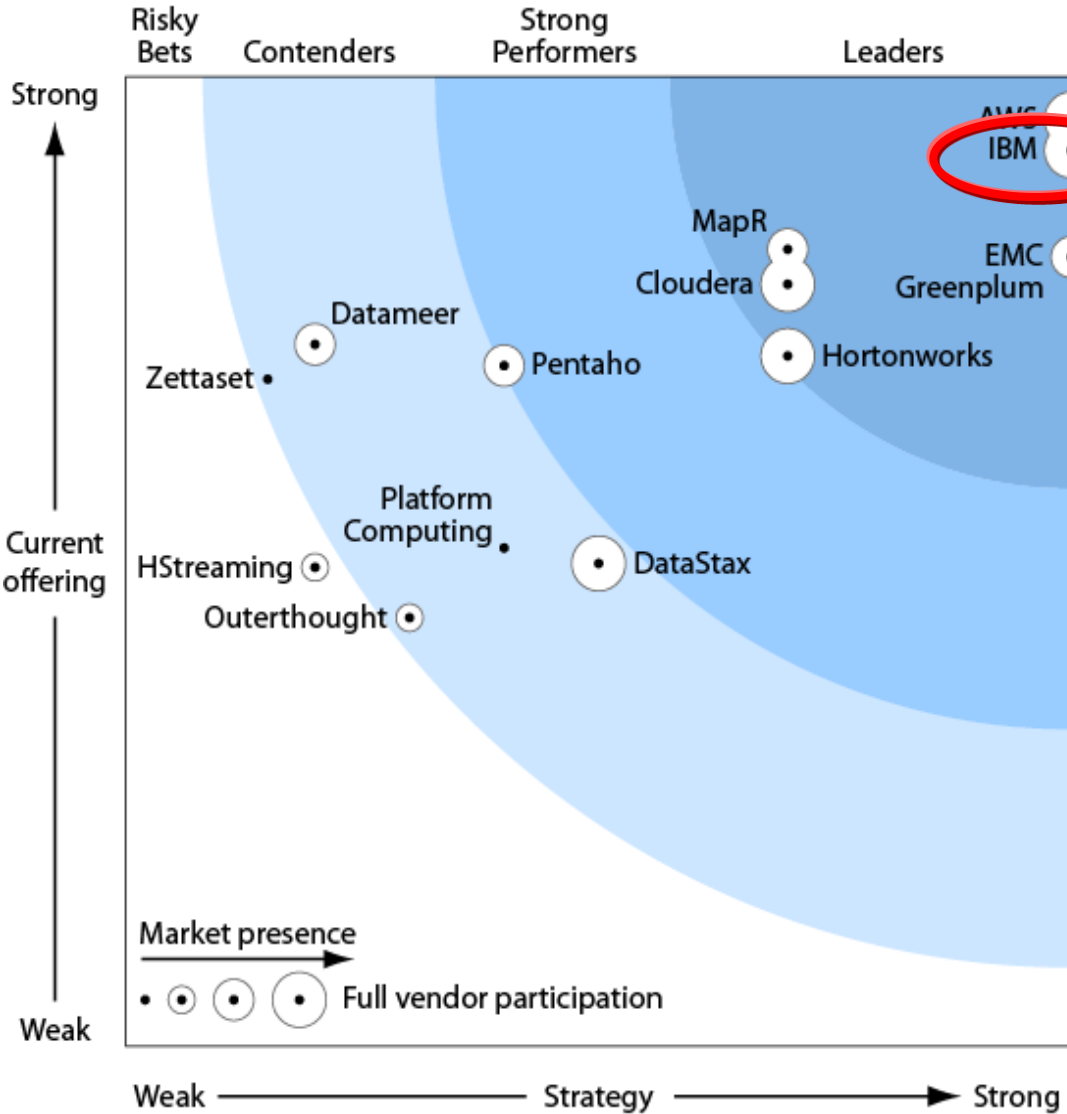 Risky
Bets
Contenders
Strong
Performers
Leaders
Strong
AWS
IBM
MapR
EMC
Greenplum
Cloudera
Datameer
Hortonworks
Pentaho
Zettaset
Platform
Computing
Current
offering
HStreaming
DataStax
Outerthought
Market presence
Full vendor participation
Weak
Weak
Strategy
Strong